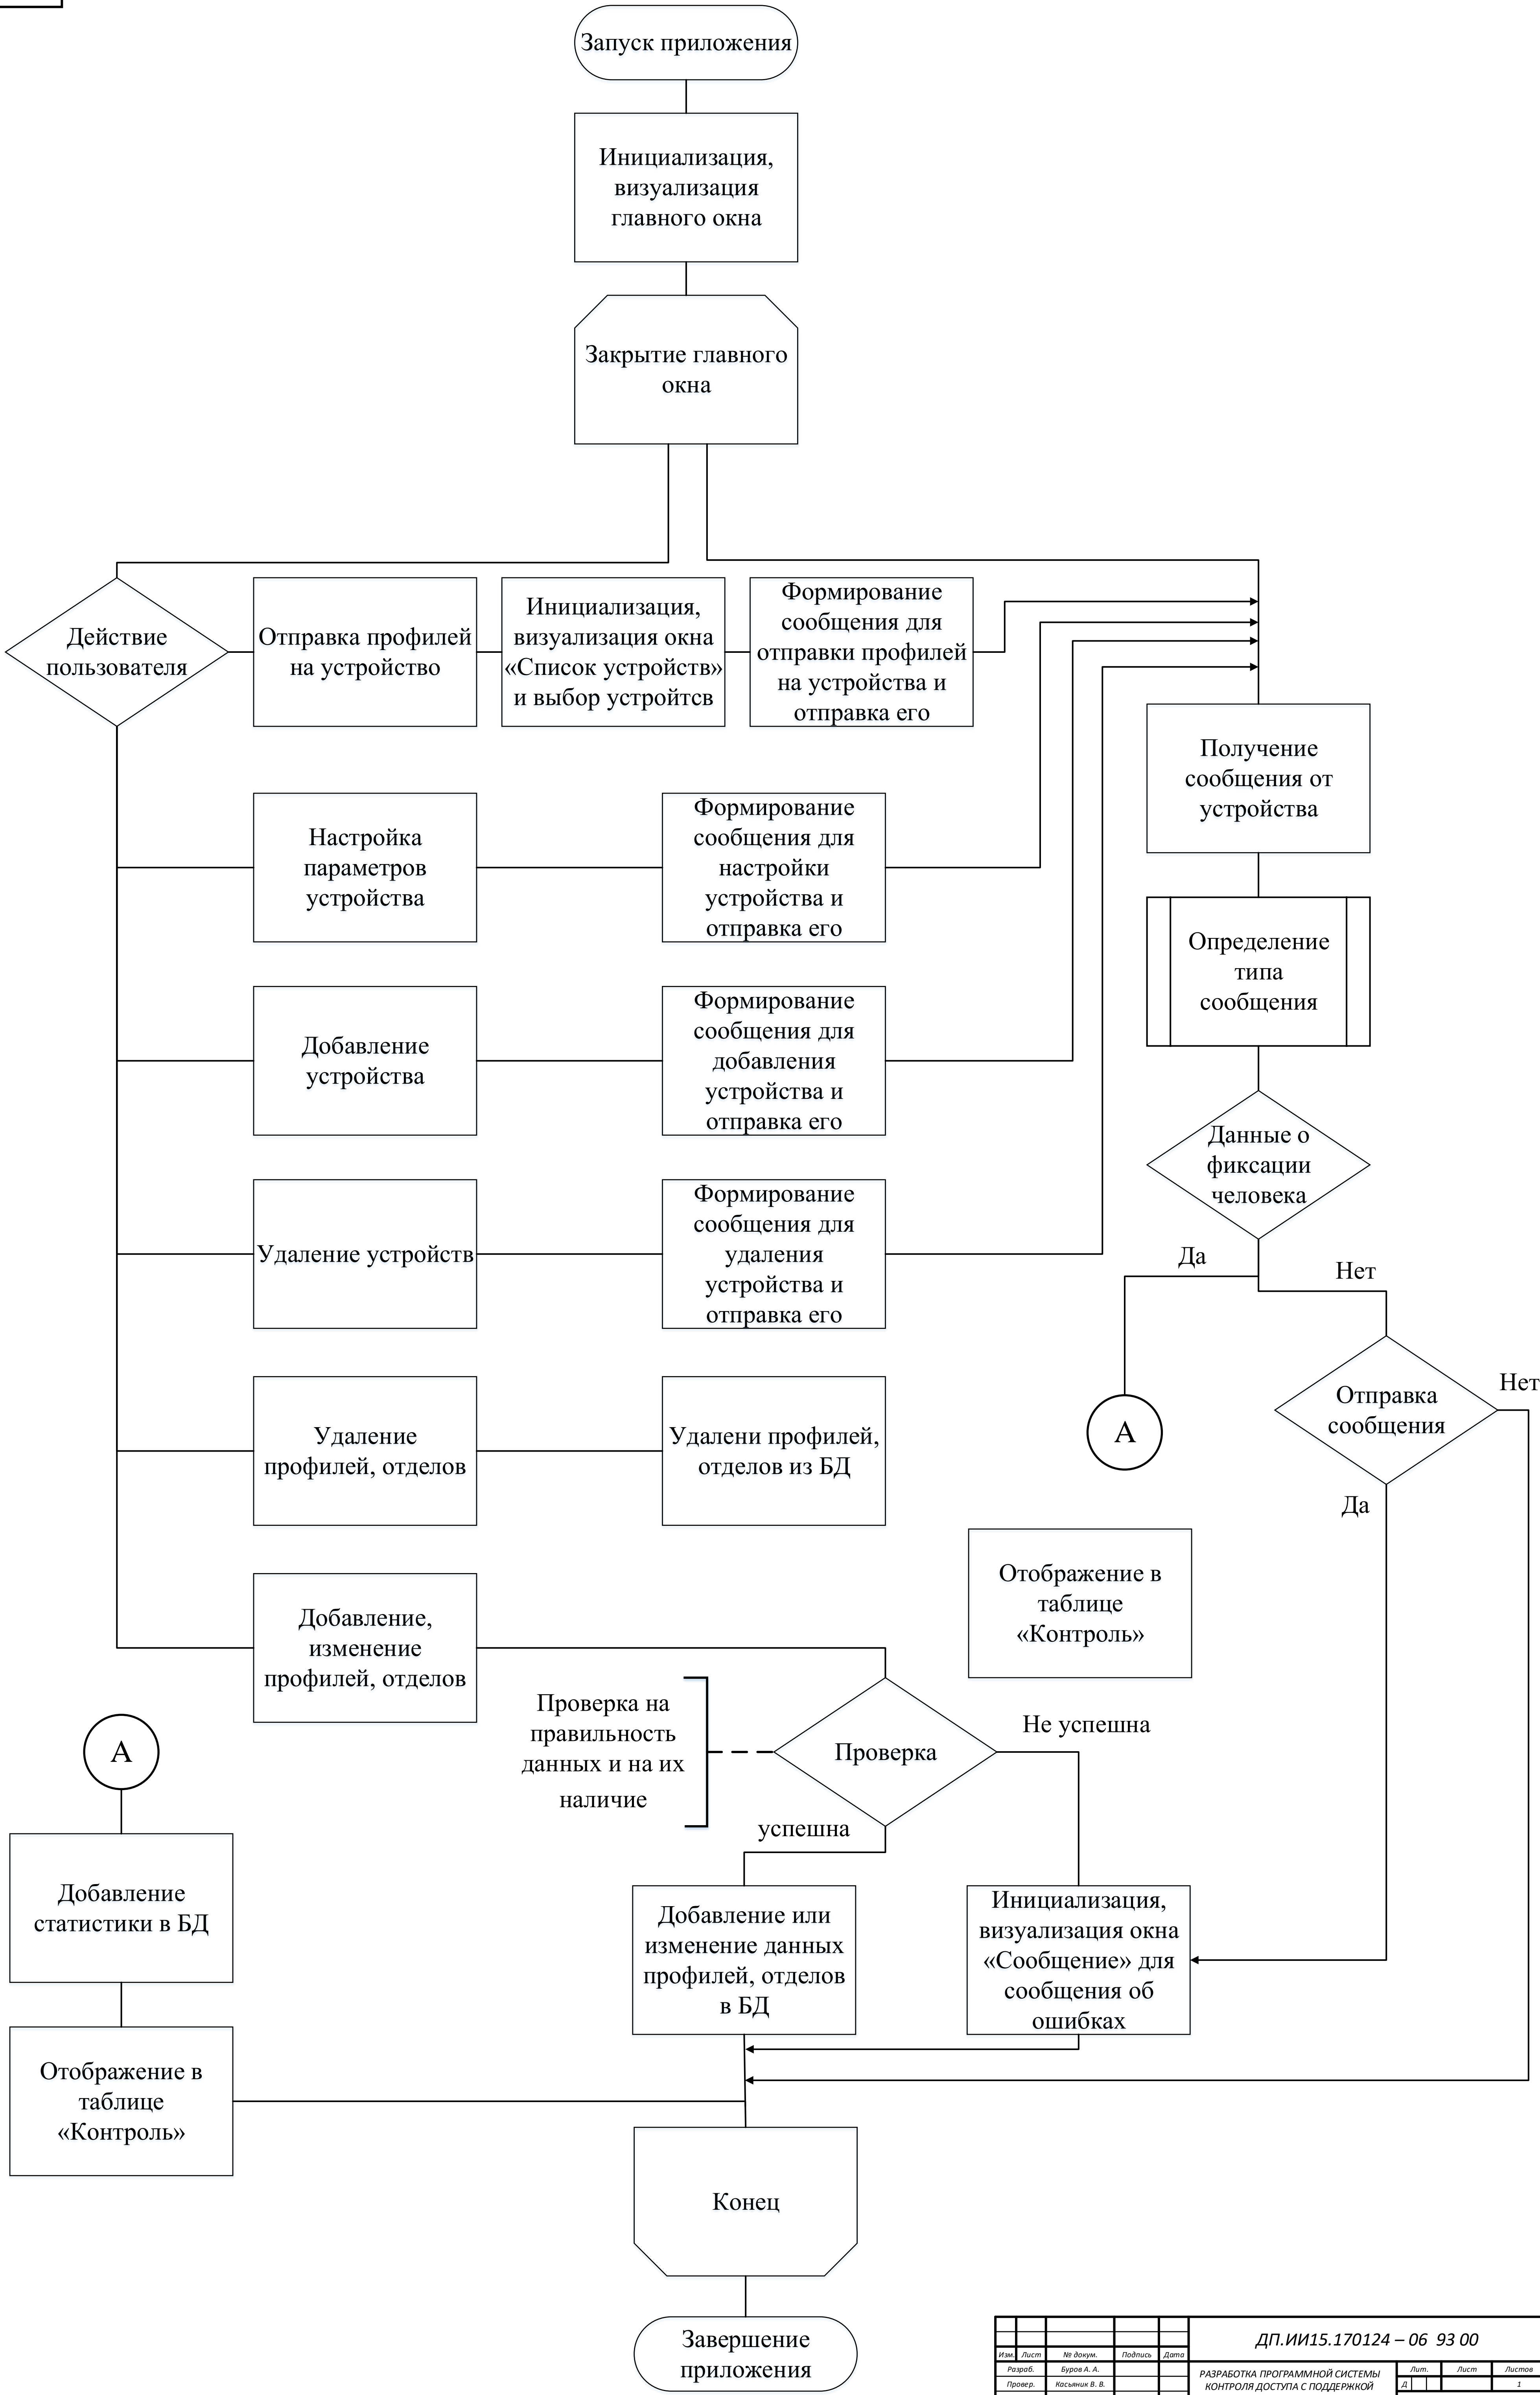 Запуск приложения
Инициализация,
визуализация
главного окна
Закрытие главного
окна
Действие
пользователя
Отправка профилей
на устройство
Инициализация,
визуализация окна
«Список устройств»
и выбор устройтсв
Формирование
сообщения для
отправки профилей
на устройства и
отправка его
Получение
сообщения от
устройства
Настройка
параметров
устройства
Формирование
сообщения для
настройки
устройства и
отправка его
Определение
типа
сообщения
Добавление
устройства
Формирование
сообщения для
добавления
устройства и
отправка его
Данные о
фиксации
человека
Да
Нет
Удаление устройств
Формирование
сообщения для
удаления
устройства и
отправка его
А
Отправка
сообщения
Нет
Да
Удаление
профилей, отделов
Удалени профилей,
отделов из БД
Отображение в
таблице
«Контроль»
Добавление,
изменение
профилей, отделов
Проверка на
правильность
данных и на их
наличие
Проверка
Не успешна
успешна
А
Добавление
статистики в БД
Добавление или
изменение данных
профилей, отделов
в БД
Инициализация,
визуализация окна
«Сообщение» для
сообщения об
ошибках
Отображение в
таблице
«Контроль»
Конец
Завершение
приложения
ДП.ИИ15.170124 – 06 93 00
Изм. Лист № докум. Подпись Дата
Разраб. Буров А. А.
Провер. Касьяник В. В.
РАЗРАБОТКА ПРОГРАММНОЙ СИСТЕМЫ
КОНТРОЛЯ ДОСТУПА С ПОДДЕРЖКОЙ
Лит. Лист Листов
Д 1